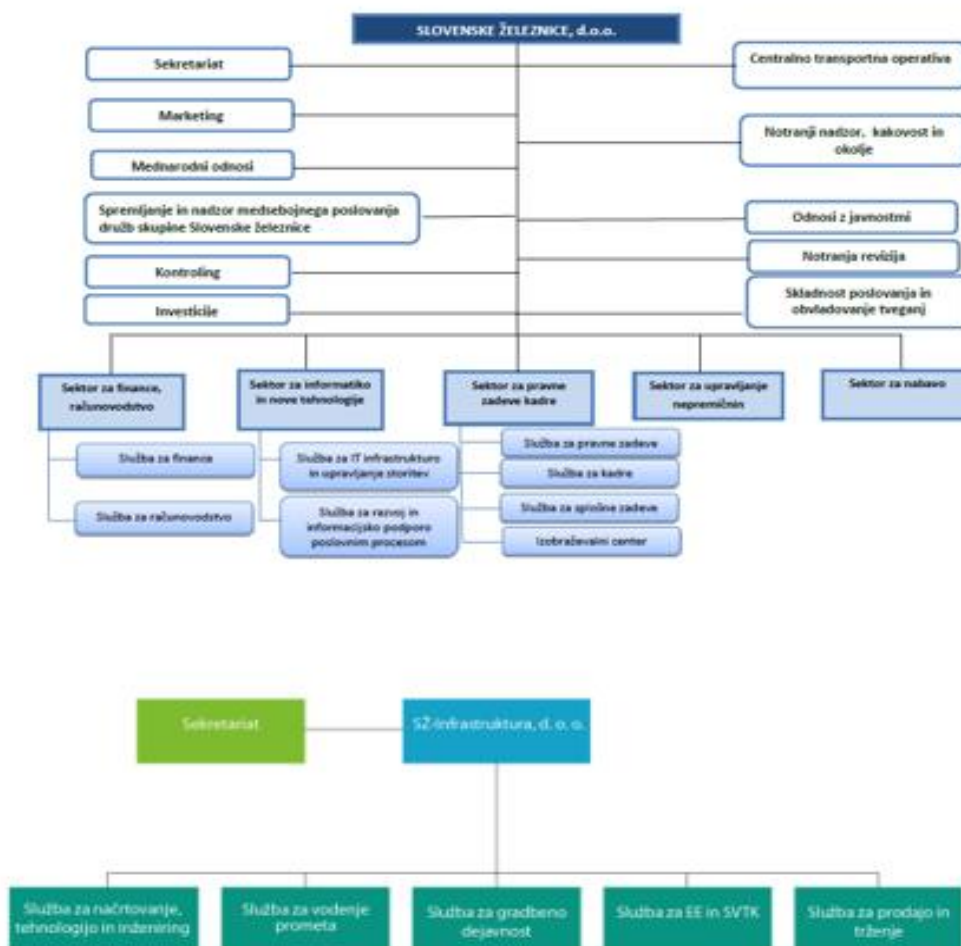 SLOVENSKE ŽELEZNICE, d.o.o.
Sekretariat
Centralno transportna operativa
Marketing
Notranji nadzor, kakovost in
okolje
Mednarodni odnosi
Spremljanje in nadzor medsebojnega poslovanja
družb skupine Slovenske železnice
Odnosi z javnostmi
Kontroling
Notranja revizija
Investicije
Skladnost poslovanja in
obvladovanje tveganj
Sektor za finance,
računovodstvo
Sektor za informatiko
in nove tehnologije
Sektor za pravne
zadeve kadre
Sektor za upravljanje
nepremičnin
Sektor za nabavo
Služba za finance
Služba za računovodstvo
Služba za IT infrastrukturo
in upravljanje storitev
Služba za razvoj in
informacijsko podporo
poslovnim procesom
Služba za pravne zadeve
Služba za kadre
Služba za splošne zadeve
Izobraževalni center
Sekretariat
SŽ-Infrastruktura, d. o. o.
Služba za načrtovanje,
tehnologijo in inženiring
Služba za vodenje
prometa
Služba za gradbeno
dejavnost
Služba za EE in SVTK
Služba za prodajo in
trženje